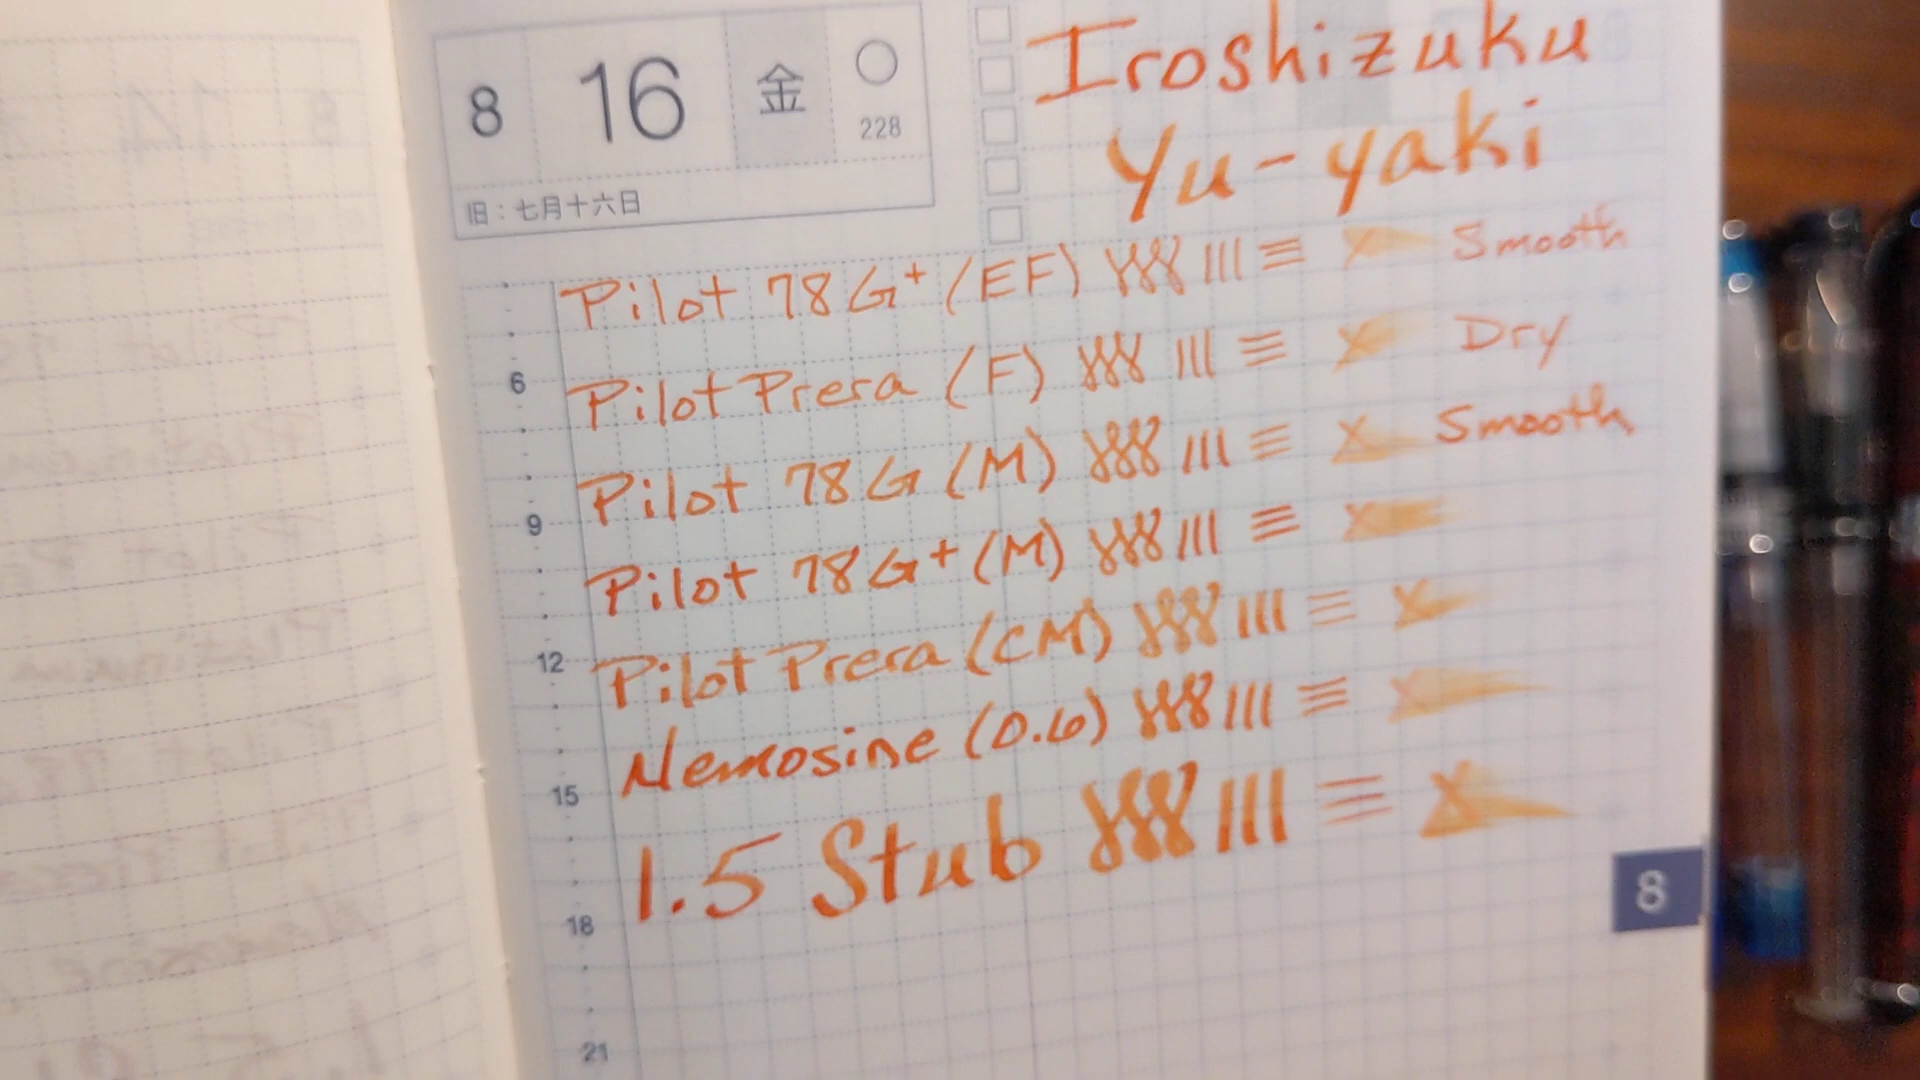 8 16 金 228
旧：七月十六日
Iroshizuku
Yu-yaki
Pilot 78G+ (EF) Smooth
6
Pilot Prera (F) Dry
Pilot 78G (M) Smooth
9
Pilot 78G+ (M)
12
Pilot Prera (CM)
Nemosine (0.6)
15
1.5 Stub
8
18
21